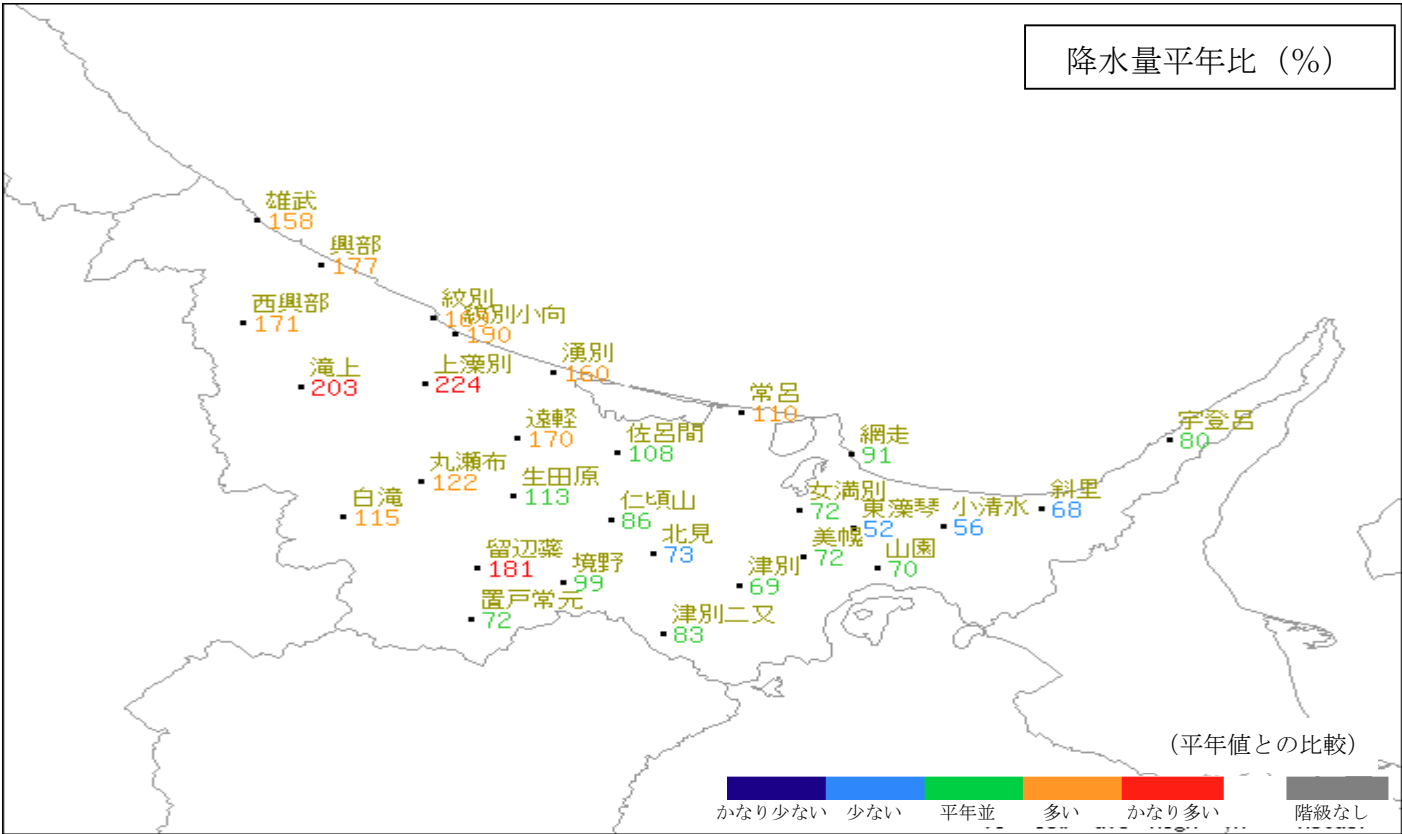 降水量平年比（%）
雄武
158
興部
177
西興部
171
紋別
紋別小向
190
滝上
203
上藻別
224
湧別
160
常呂
110
遠軽
170
佐呂間
108
網走
91
宇登呂
80
丸瀬布
122
生田原
113
白滝
115
仁頃山
86
女満別
72
東藻琴
52
小清水
56
斜里
68
北見
73
留辺蘂
181
境野
99
美幌
72
山園
70
津別
69
置戸常元
72
津別二又
83
（平年値との比較）
かなり少ない 少ない 平年並 多い かなり多い 階級なし